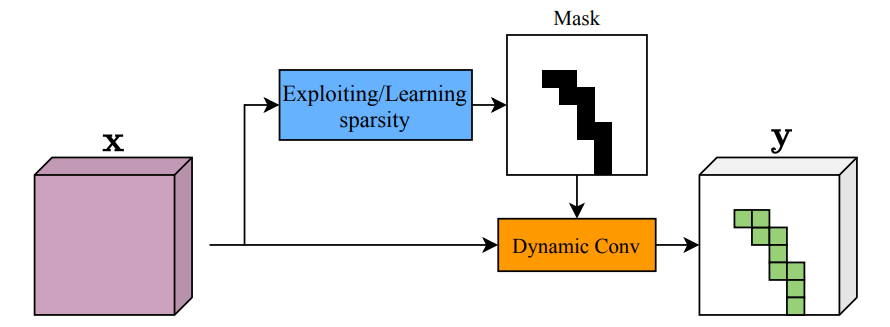 Mask
Exploiting/Learning
sparsity
x
y
Dynamic Conv